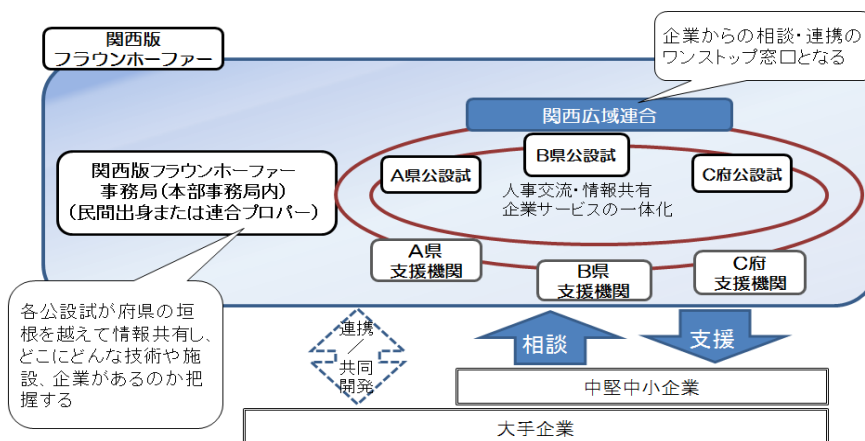 関西版
フラウンホーファー
企業からの相談・連携の
ワンストップ窓口となる
関西広域連合
B県公設試
A県公設試
C府公設試
関西版フラウンホーファー
事務局(本部事務局内)
(民間出身または連合プロパー)
人事交流・情報共有
企業サービスの一体化
A県
支援機関
B県
支援機関
C府
支援機関
各公設試が府県の垣
根を越えて情報共有し、
どこにどんな技術や施
設、企業があるのか把
握する
連携
／
共同
開発
相談
支援
中堅中小企業
大手企業